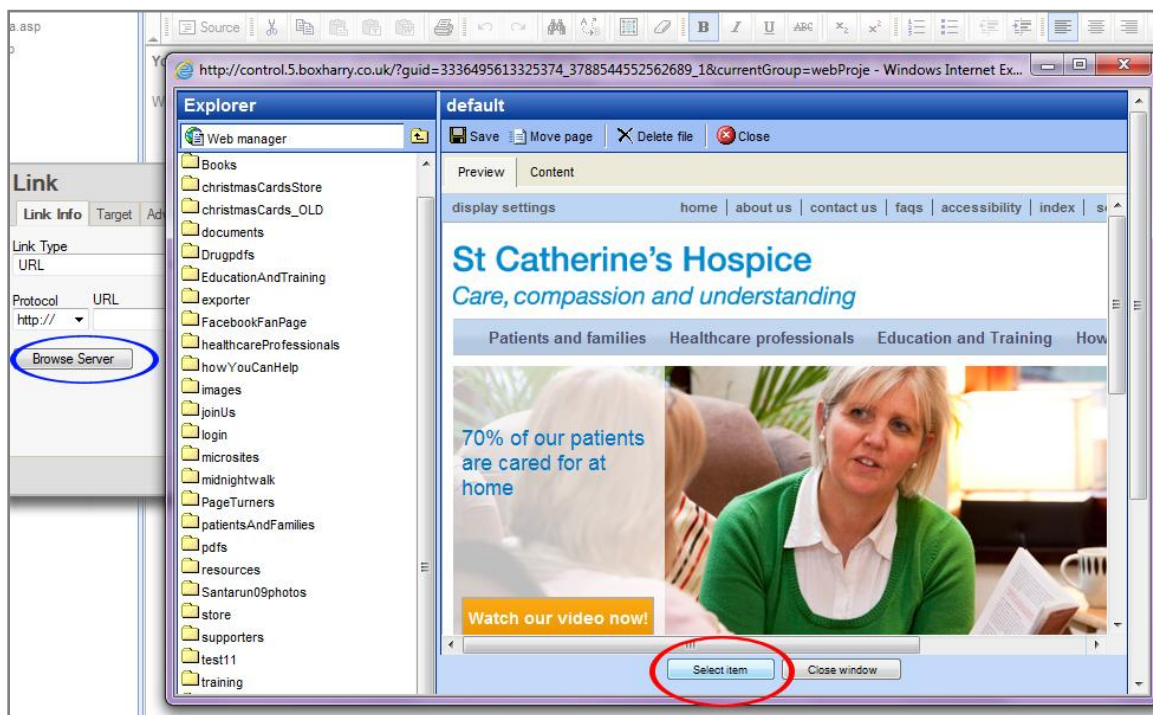 a.asp
Source
B I U ABC x₂ x²
http://control.5.boxharry.co.uk/?guid=3336495613325374_3788544552562689_1&currentGroup=webProje - Windows Internet Ex...
Explorer
Web manager
Books
christmasCardsStore
christmasCards_OLD
documents
Drugpdfs
EducationAndTraining
exporter
FacebookFanPage
healthcareProfessionals
howYouCanHelp
images
joinUs
login
microsites
midnightwalk
PageTurners
patientsAndFamilies
pdfs
resources
Santarun09photos
store
supporters
test11
training
default
Save Move page Delete file Close
Preview Content
display settings home | about us | contact us | faqs | accessibility | index |
St Catherine's Hospice
Care, compassion and understanding
Patients and families Healthcare professionals Education and Training How
70% of our patients
are cared for at
home
Watch our video now!
Select item Close window
Link
Link Info Target Adv
Link Type
URL
Protocol URL
http://
Browse Server